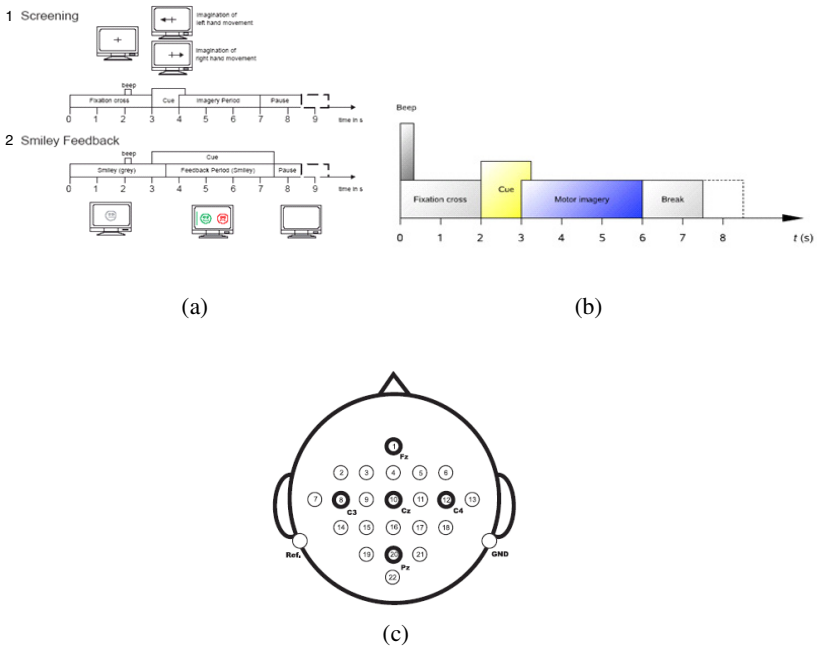 1 Screening
Imagination of
left hand movement
Imagination of
right hand movement
beep
Fixation cross Cue Imagery Period Pause
0 1 2 3 4 5 6 7 8 9 time in s
2 Smiley Feedback
beep
Cue
Smiley (grey) Feedback Period (Smiley) Pause
0 1 2 3 4 5 6 7 8 9 time in s
(a)
Beep
Fixation cross Cue Motor imagery Break
0 1 2 3 4 5 6 7 8 t (s)
(b)
1
Fz
2 3 4 5 6
7 8 9 10 11 12 13
C3 Cz C4
14 15 16 17 18
Ref. GND
19 20 21
Pz
22
(c)